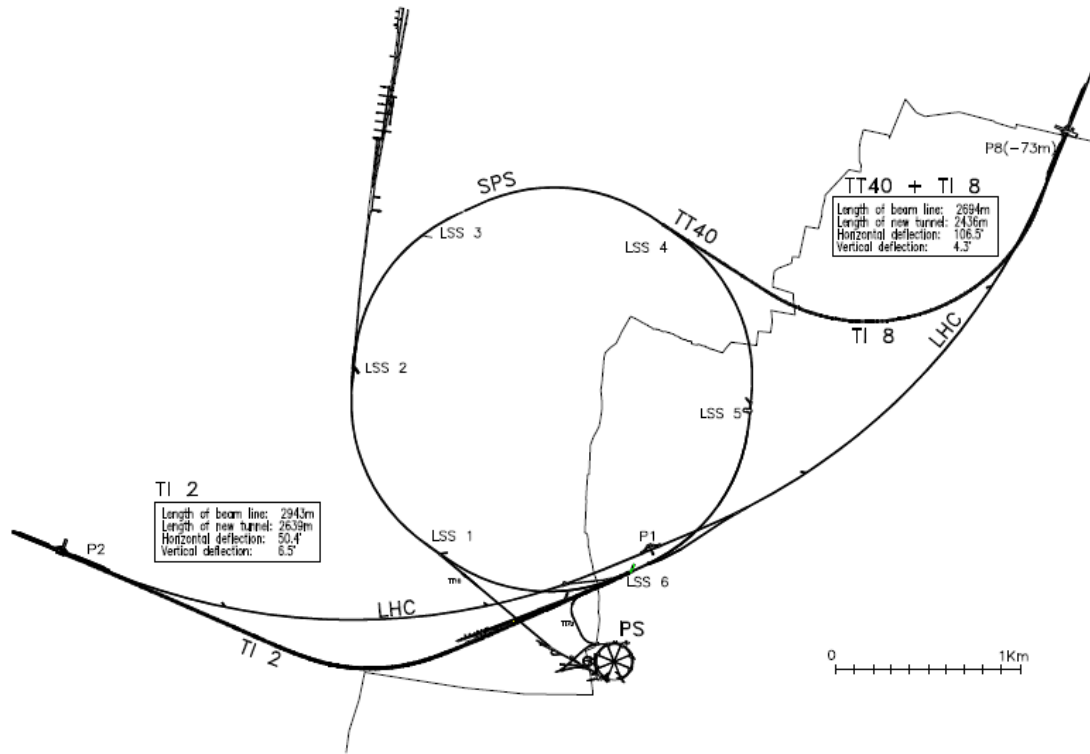 P8(-73m)
TT40 + TI 8
Length of beam line: 2694m
Length of new tunnel: 2436m
Horizontal deflection: 106.5°
Vertical deflection: 4.3°
SPS
TT40
LSS 3
LSS 4
TI 8
LHC
LSS 2
LSS 5
TI 2
Length of beam line: 2943m
Length of new tunnel: 2639m
Horizontal deflection: 50.4°
Vertical deflection: 6.5°
LSS 1
P1
P2
LSS 6
LHC
PS
TI 2
0
1Km